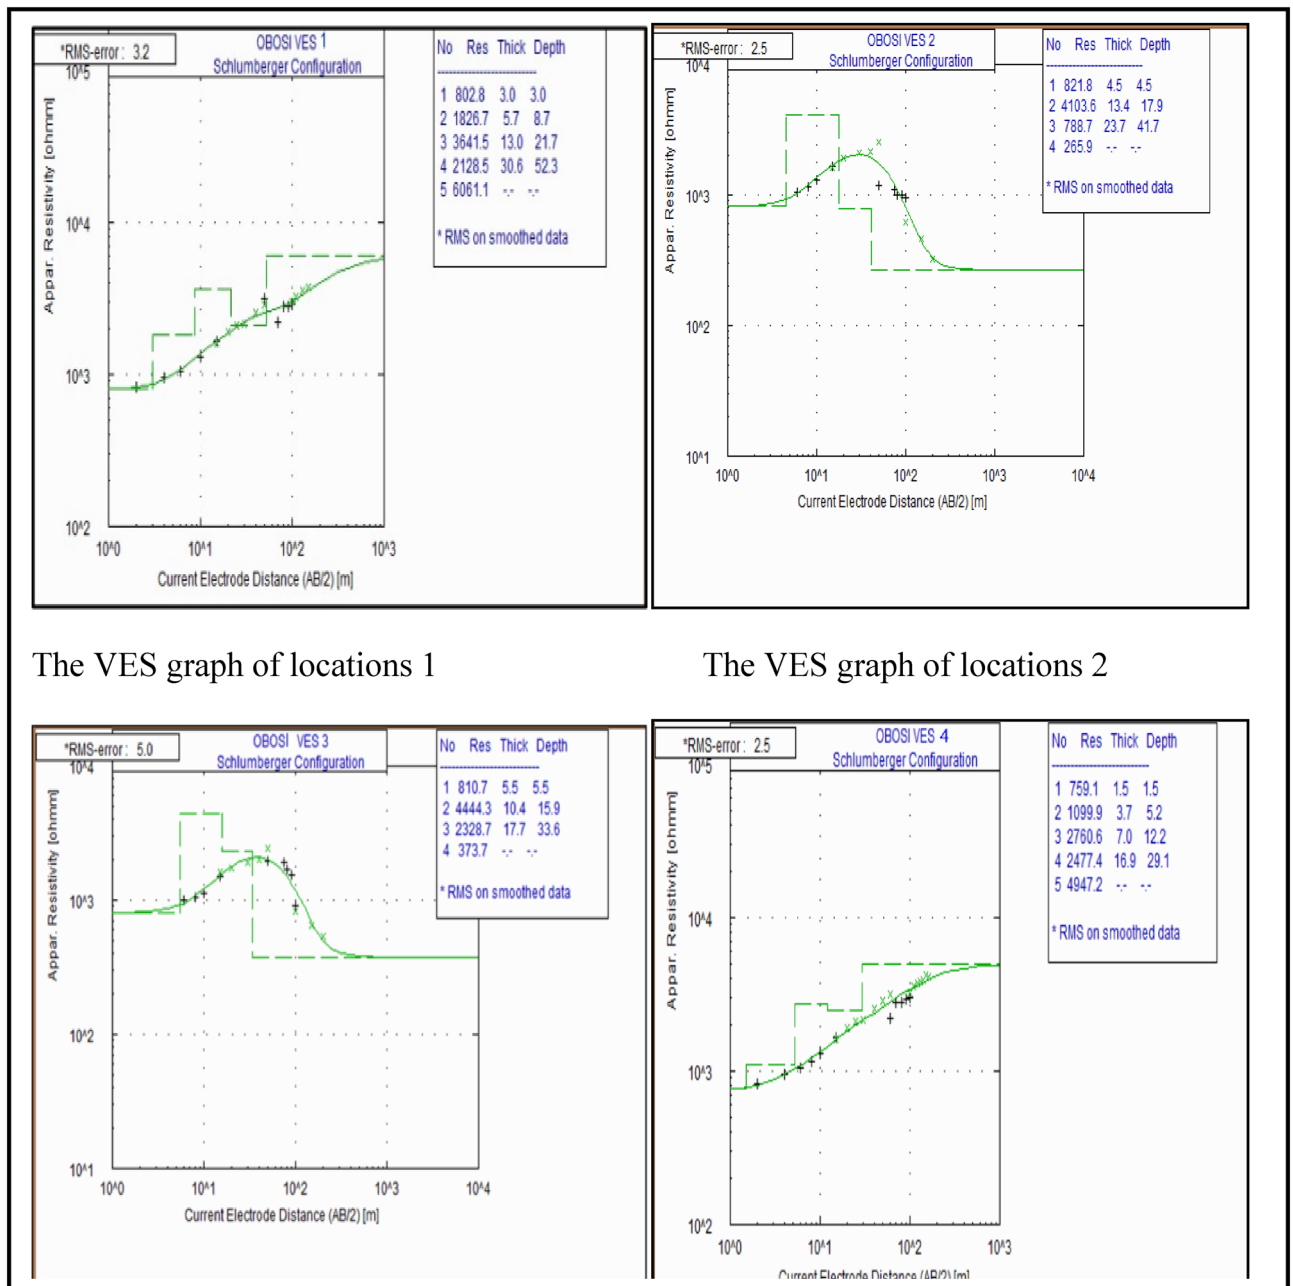 *RMS-error : 3.2
OBOSI VES 1
Schlumberger Configuration
No Res Thick Depth
1 802.8 3.0 3.0
2 1826.7 5.7 8.7
3 3641.5 13.0 21.7
4 2128.5 30.6 52.3
5 6061.1 -.- -.-
* RMS on smoothed data
Appar. Resistivity [ohmm]
10^5
10^4
10^3
10^2
10^0 10^1 10^2 10^3
Current Electrode Distance (AB/2) [m]
*RMS-error : 2.5
OBOSI VES 2
Schlumberger Configuration
No Res Thick Depth
1 821.8 4.5 4.5
2 4103.6 13.4 17.9
3 788.7 23.7 41.7
4 265.9 -.- -.-
* RMS on smoothed data
Appar. Resistivity [ohmm]
10^4
10^3
10^2
10^1
10^0 10^1 10^2 10^3 10^4
Current Electrode Distance (AB/2) [m]
The VES graph of locations 1
The VES graph of locations 2
*RMS-error : 5.0
OBOSI VES 3
Schlumberger Configuration
No Res Thick Depth
1 810.7 5.5 5.5
2 4444.3 10.4 15.9
3 2328.7 17.7 33.6
4 373.7 -.- -.-
* RMS on smoothed data
Appar. Resistivity [ohmm]
10^4
10^3
10^2
10^1
10^0 10^1 10^2 10^3 10^4
Current Electrode Distance (AB/2) [m]
*RMS-error : 2.5
OBOSI VES 4
Schlumberger Configuration
No Res Thick Depth
1 759.1 1.5 1.5
2 1099.9 3.7 5.2
3 2760.6 7.0 12.2
4 2477.4 16.9 29.1
5 4947.2 -.- -.-
* RMS on smoothed data
Appar. Resistivity [ohmm]
10^5
10^4
10^3
10^2
10^0 10^1 10^2 10^3
Current Electrode Distance (AB/2) [m]